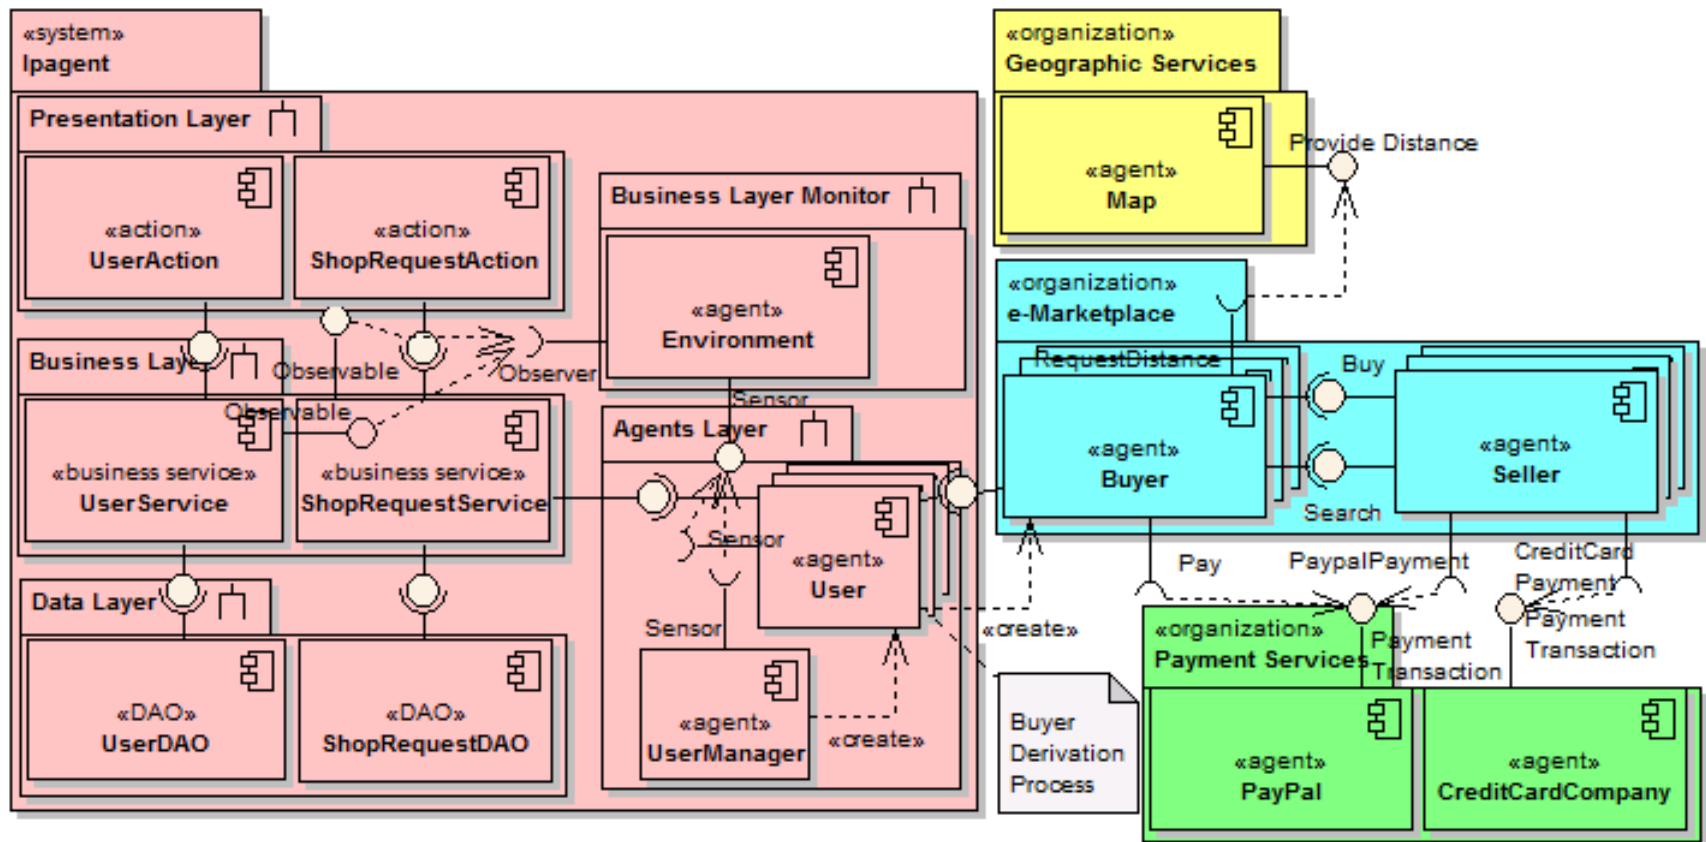 «system»
Ipagent
Presentation Layer
«action»
UserAction
«action»
ShopRequestAction
Business Layer Monitor
«agent»
Environment
Business Lay
Observable
Observer
Observable
Sensor
«business service»
UserService
«business service»
ShopRequestService
Agents Layer
Sensor
«agent»
User
Data Layer
«DAO»
UserDAO
«DAO»
ShopRequestDAO
Sensor
«agent»
UserManager
«create»
«create»
Buyer
Derivation
Process
«organization»
Geographic Services
«agent»
Map
Provide Distance
«organization»
e-Marketplace
RequestDistance
Buy
«agent»
Buyer
«agent»
Seller
Search
Pay
PaypalPayment
CreditCard
Payment
«organization»
Payment Services
Payment
Transaction
Payment
Transaction
«agent»
PayPal
«agent»
CreditCardCompany